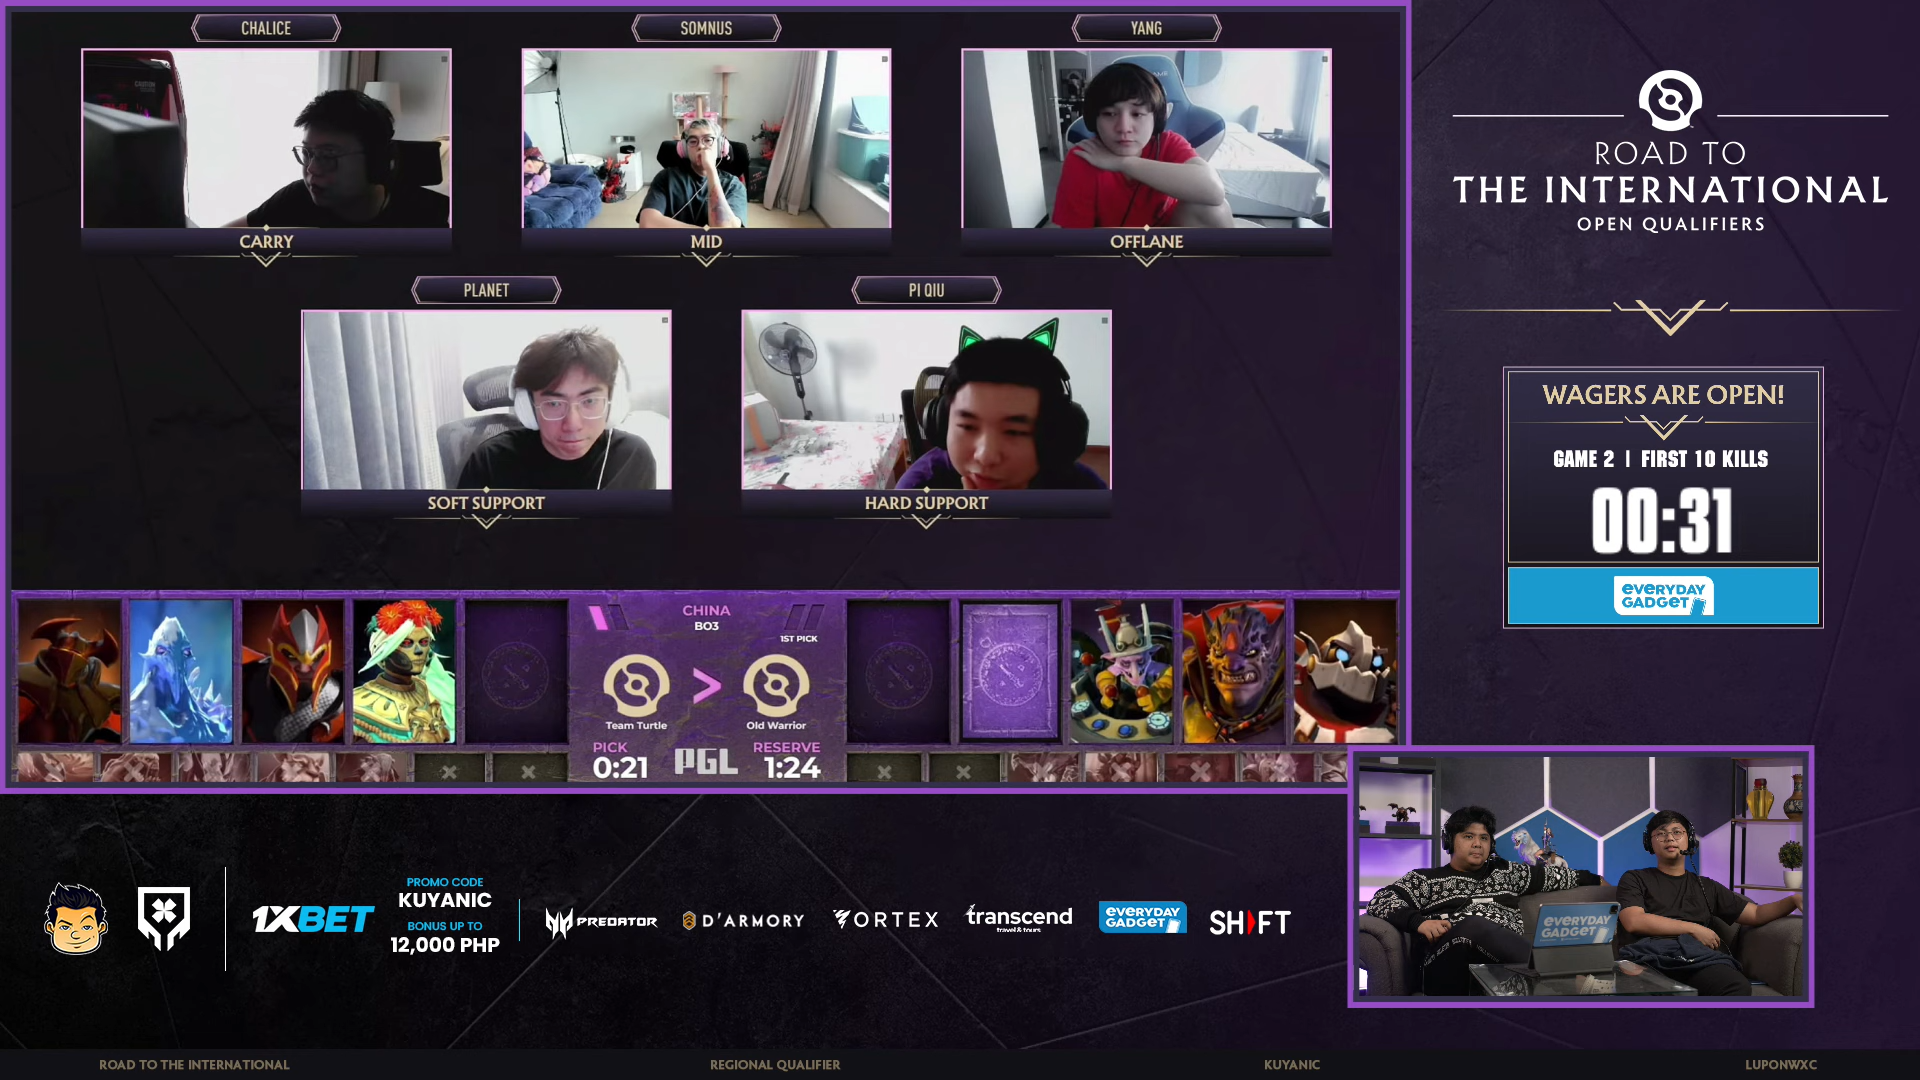 CHALICE
SOMNUS
YANG
CARRY
MID
OFFLANE
PLANET
PI QIU
SOFT SUPPORT
HARD SUPPORT
ROAD TO
THE INTERNATIONAL
OPEN QUALIFIERS
WAGERS ARE OPEN!
GAME 2 | FIRST 10 KILLS
00:31
EVERYDAY
GADGET
CHINA
BO3
1ST PICK
>
Team Turtle
Old Warrior
PICK
0:21
PGL
RESERVE
1:24
1XBET
PROMO CODE
KUYANIC
BONUS UP TO
12,000 PHP
PREDATOR
D'ARMORY
VORTEX
transcend
travel & tours
EVERYDAY
GADGET
SHIFT
EVERYDAY
GADGET
ROAD TO THE INTERNATIONAL
REGIONAL QUALIFIER
KUYANIC
LUPONWXC